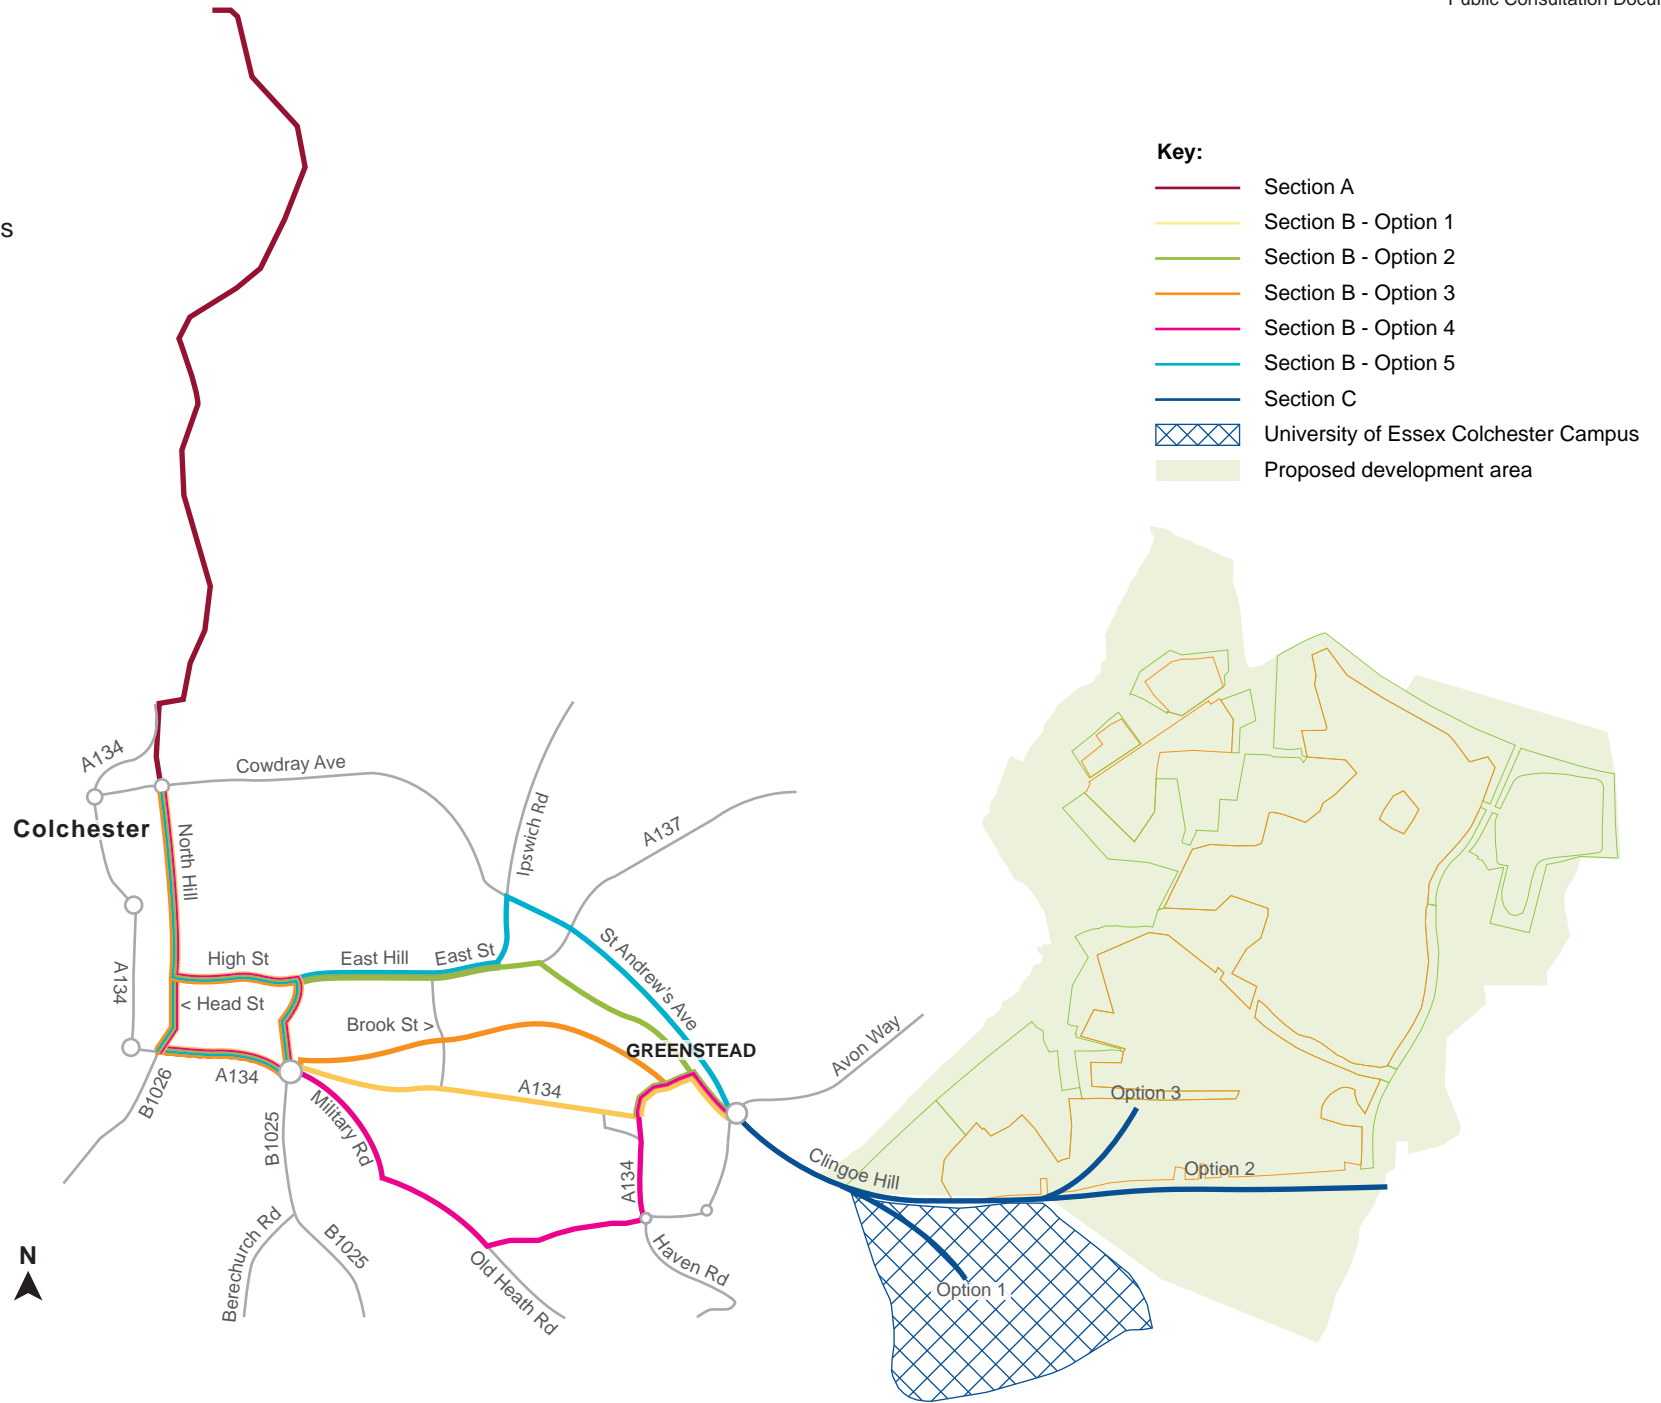 Public Consultation Docu
s
Key:
Section A
Section B - Option 1
Section B - Option 2
Section B - Option 3
Section B - Option 4
Section B - Option 5
Section C
University of Essex Colchester Campus
Proposed development area
A134
Cowdray Ave
Colchester
North Hill
Ipswich Rd
A137
High St
East Hill
East St
St Andrew's Ave
A134
< Head St
Brook St >
GREENSTEAD
Avon Way
A134
B1026
A134
Military Rd
B1025
A134
Option 3
Clingoe Hill
Option 2
Berechurch Rd
B1025
Old Heath Rd
Haven Rd
Option 1
N